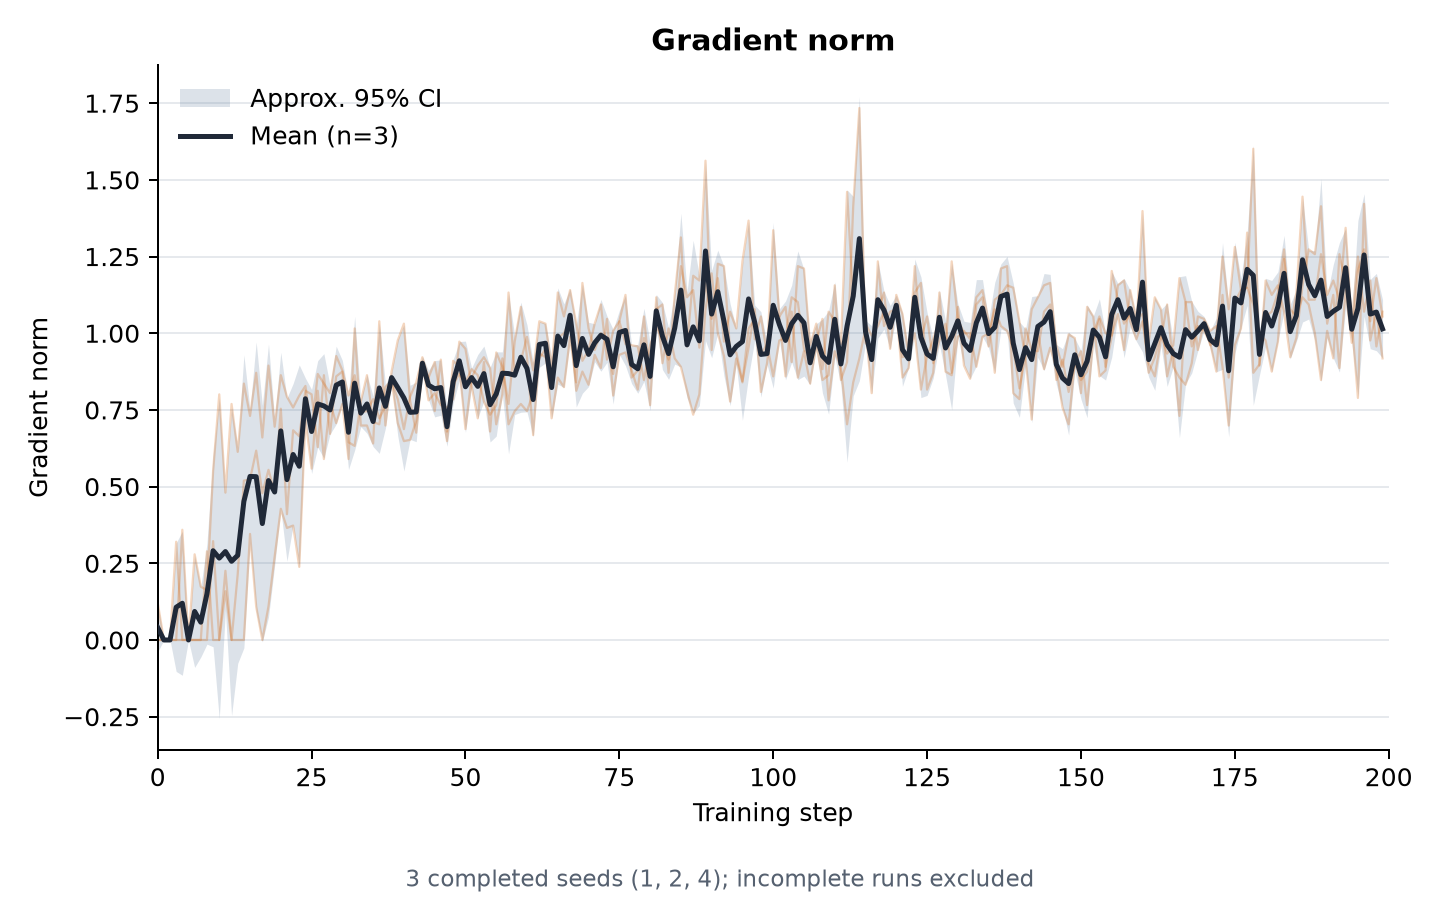 Gradient norm
Approx. 95% CI
Mean (n=3)
Gradient norm
1.75
1.50
1.25
1.00
0.75
0.50
0.25
0.00
−0.25
0 25 50 75 100 125 150 175 200
Training step
3 completed seeds (1, 2, 4); incomplete runs excluded